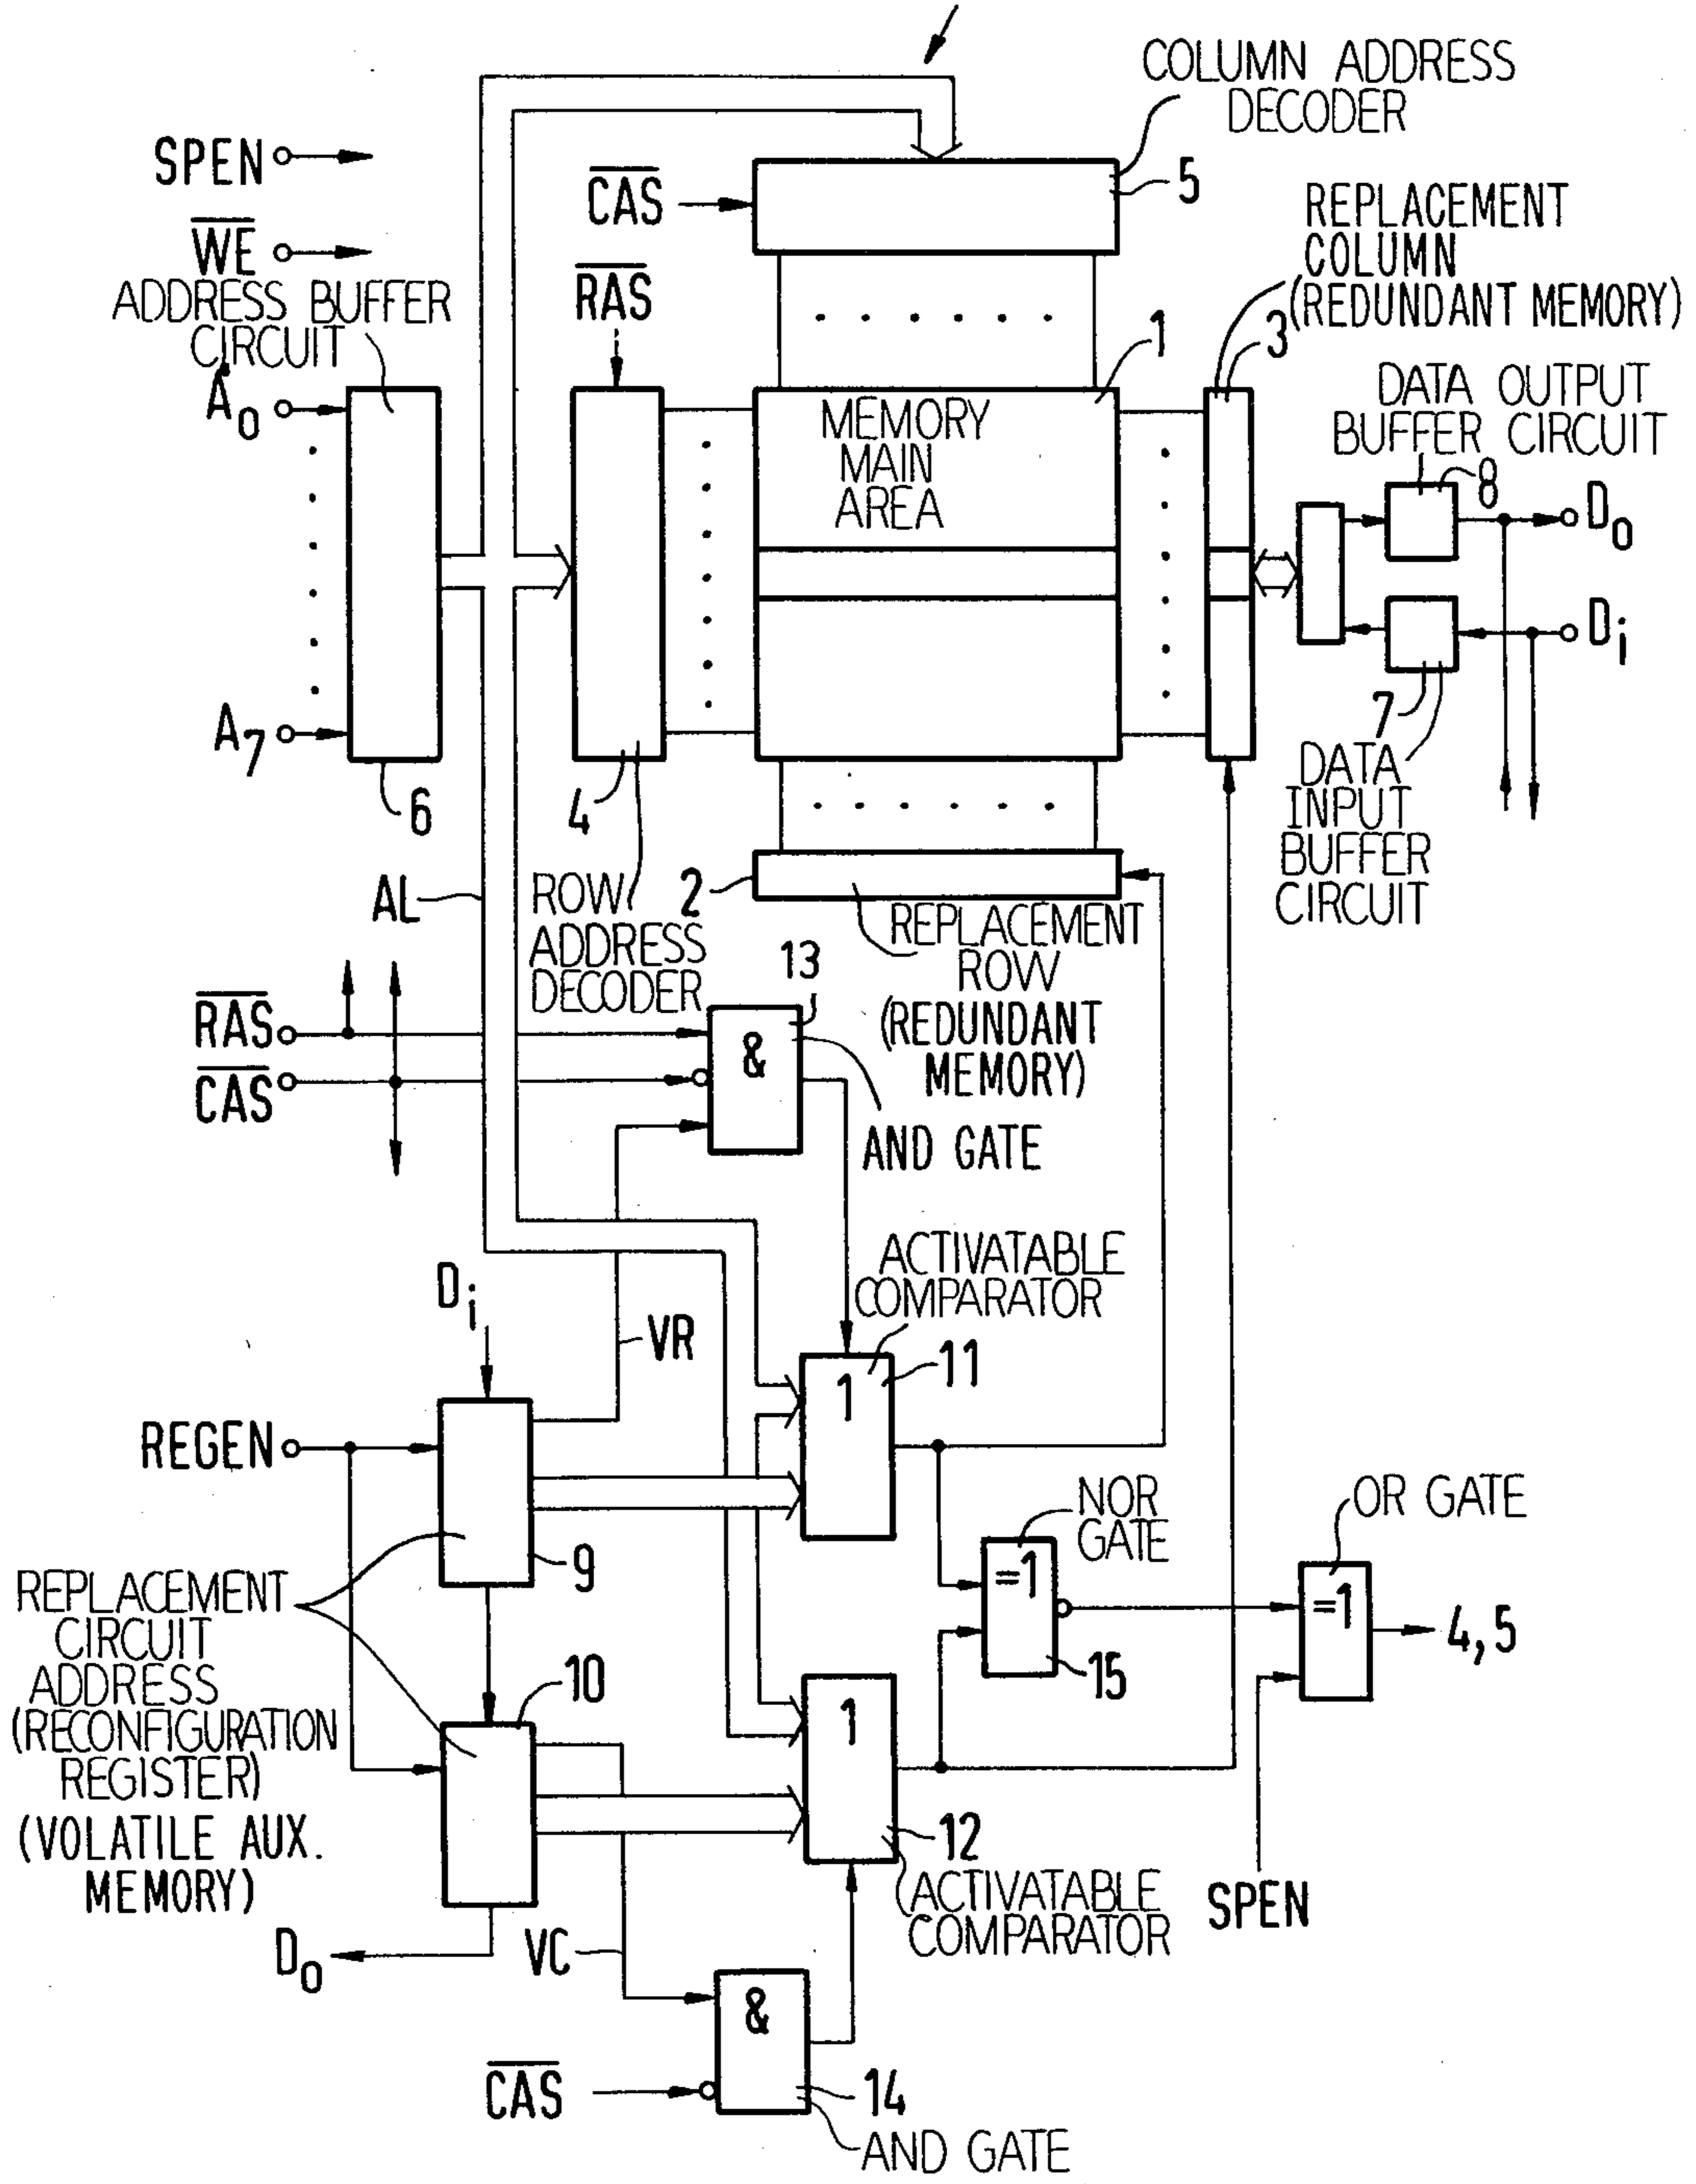 COLUMN ADDRESS
DECODER
SPEN
CAS
5
WE
REPLACEMENT
COLUMN
(REDUNDANT MEMORY)
ADDRESS BUFFER
CIRCUIT
RAS
1
3
DATA OUTPUT
BUFFER CIRCUIT
A0
MEMORY
MAIN
AREA
8
Do
Di
A7
7
DATA
INPUT
BUFFER
CIRCUIT
6
4
AL
ROW
ADDRESS
DECODER
2
REPLACEMENT
ROW
(REDUNDANT
MEMORY)
13
RAS
&
CAS
AND GATE
ACTIVATABLE
COMPARATOR
Di
VR
1
11
REGEN
NOR
GATE
OR GATE
9
=1
=1
4,5
15
REPLACEMENT
CIRCUIT
ADDRESS
(RECONFIGURATION
REGISTER)
(VOLATILE AUX.
MEMORY)
10
1
12
ACTIVATABLE
COMPARATOR
SPEN
Do
VC
&
CAS
14
AND GATE